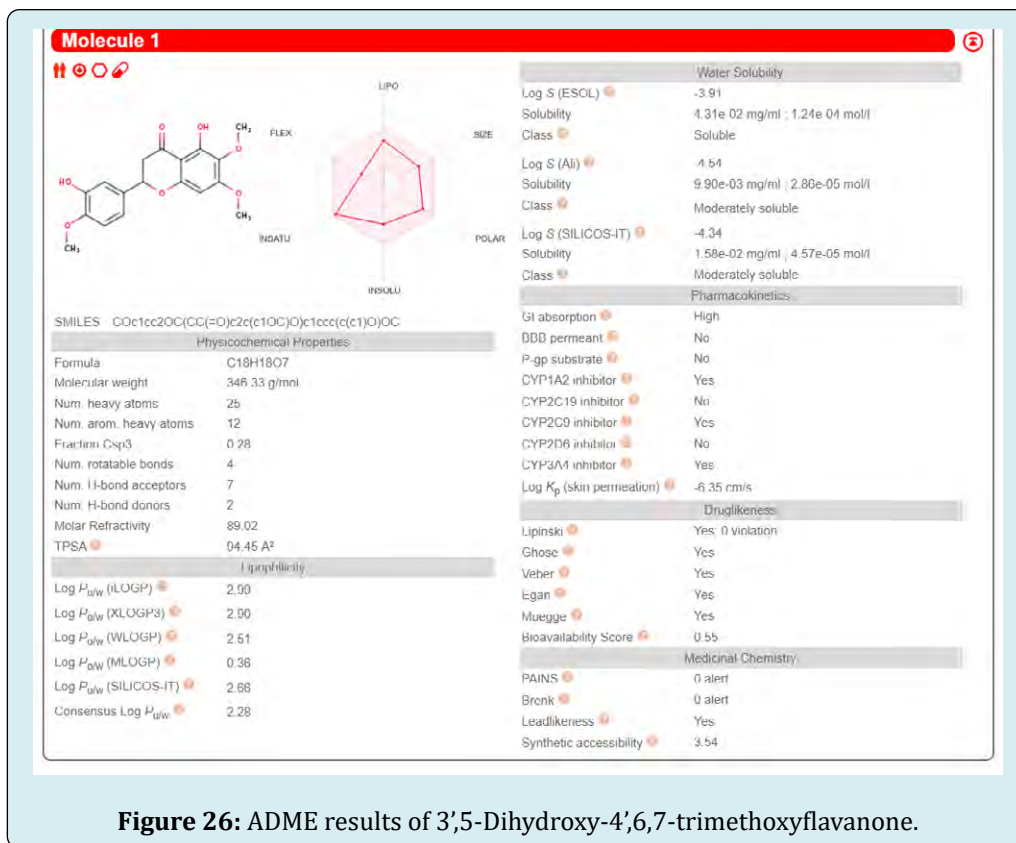 Molecule 1
LIPO
FLEX
SIZE
INSATU
POLAR
INSOLU
O
OH
CH3
O
O
O
CH3
HO
O
CH3
SMILES COc1cc2OC(CC(=O)c2c(c1OC)O)c1ccc(c(c1)O)OC
Physicochemical Properties
Formula C18H18O7
Molecular weight 346.33 g/mol
Num. heavy atoms 25
Num. arom. heavy atoms 12
Fraction Csp3 0.28
Num. rotatable bonds 4
Num. H-bond acceptors 7
Num. H-bond donors 2
Molar Refractivity 89.02
TPSA 94.45 Å²
Lipophilicity
Log Po/w (iLOGP) 2.99
Log Po/w (XLOGP3) 2.90
Log Po/w (WLOGP) 2.51
Log Po/w (MLOGP) 0.36
Log Po/w (SILICOS-IT) 2.66
Consensus Log Po/w 2.28
Water Solubility
Log S (ESOL) -3.91
Solubility 4.31e-02 mg/ml ; 1.24e-04 mol/l
Class Soluble
Log S (Ali) -4.54
Solubility 9.90e-03 mg/ml ; 2.86e-05 mol/l
Class Moderately soluble
Log S (SILICOS-IT) -4.34
Solubility 1.58e-02 mg/ml ; 4.57e-05 mol/l
Class Moderately soluble
Pharmacokinetics
GI absorption High
BBB permeant No
P-gp substrate No
CYP1A2 inhibitor Yes
CYP2C19 inhibitor No
CYP2C9 inhibitor Yes
CYP2D6 inhibitor No
CYP3A4 inhibitor Yes
Log Kp (skin permeation) -6.35 cm/s
Druglikeness
Lipinski Yes; 0 violation
Ghose Yes
Veber Yes
Egan Yes
Muegge Yes
Bioavailability Score 0.55
Medicinal Chemistry
PAINS 0 alert
Brenk 0 alert
Leadlikeness Yes
Synthetic accessibility 3.54
Figure 26: ADME results of 3',5-Dihydroxy-4',6,7-trimethoxyflavanone.